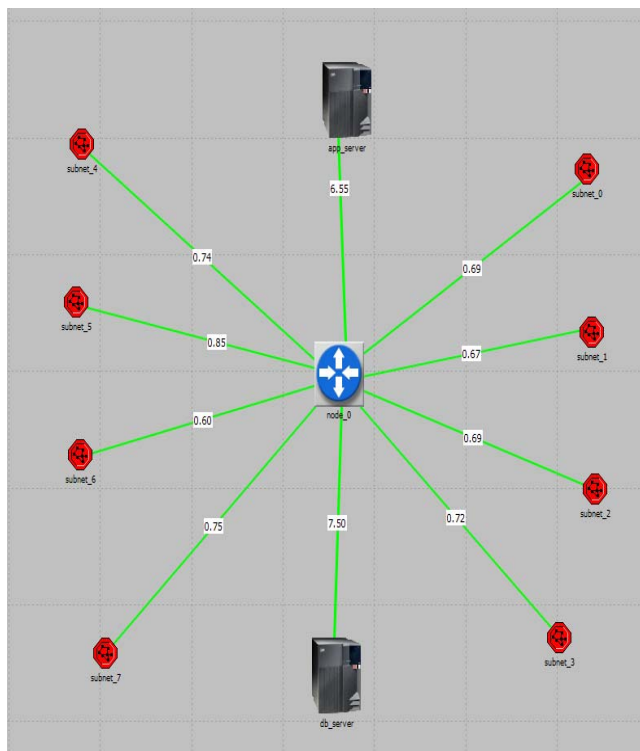 app_server
subnet_4
subnet_0
6.55
0.74
0.69
subnet_5
subnet_1
0.85
0.67
node_0
0.60
0.69
subnet_6
subnet_2
0.75
7.50
0.72
subnet_7
subnet_3
db_server